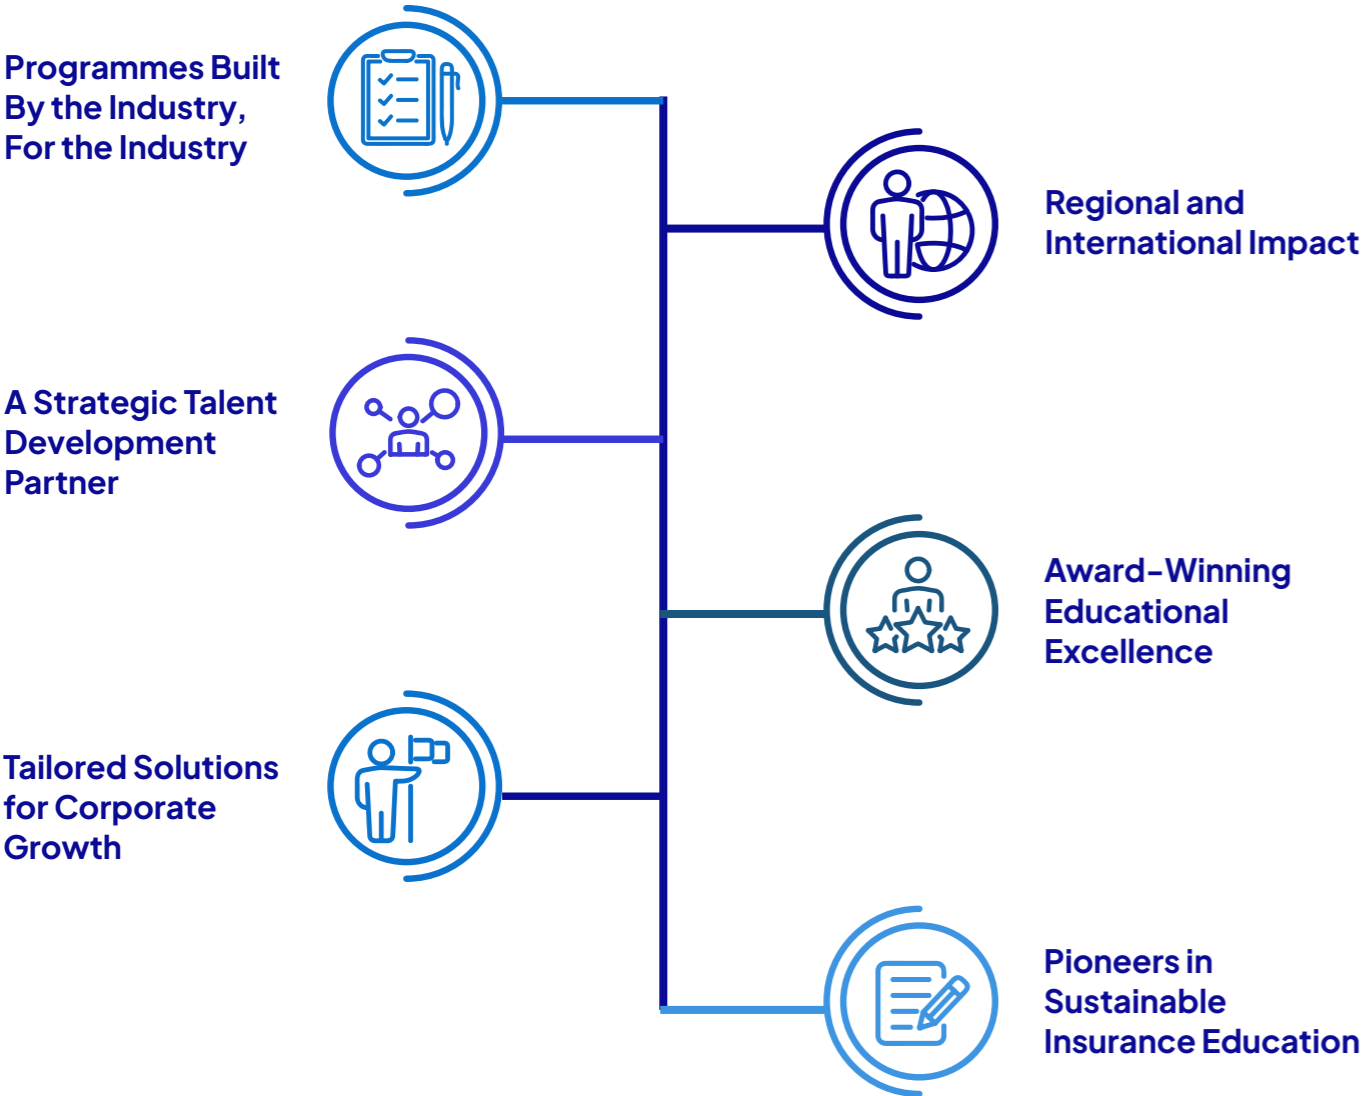 Programmes Built
By the Industry,
For the Industry
Regional and
International Impact
A Strategic Talent
Development
Partner
Award-Winning
Educational
Excellence
Tailored Solutions
for Corporate
Growth
Pioneers in
Sustainable
Insurance Education